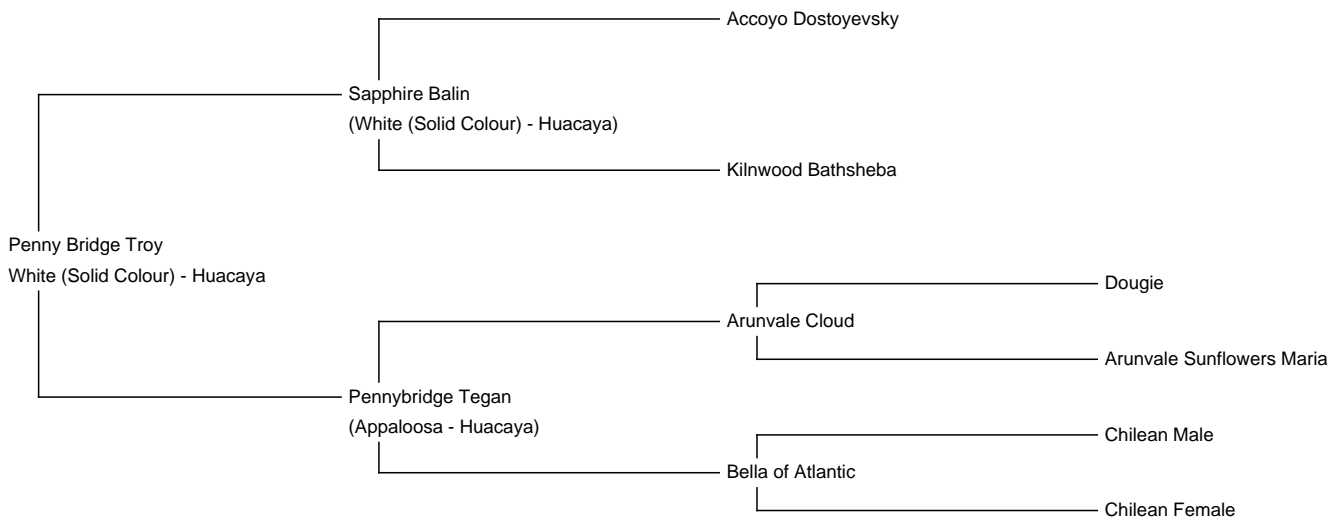 Accoyo Dostoyevsky
Sapphire Balin
(White (Solid Colour) - Huacaya)
Kilnwood Bathsheba
Penny Bridge Troy
White (Solid Colour) - Huacaya
Dougie
Arunvale Cloud
Arunvale Sunflowers Maria
Pennybridge Tegan
(Appaloosa - Huacaya)
Chilean Male
Bella of Atlantic
Chilean Female